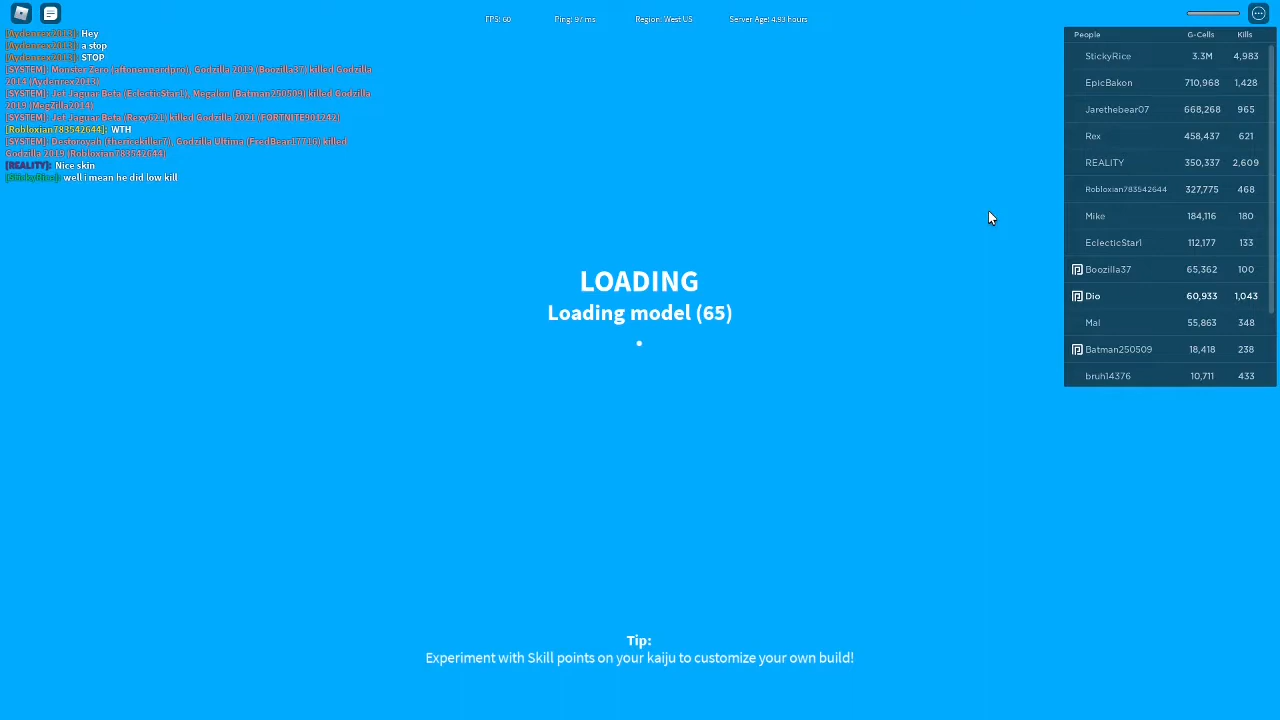 FPS: 60 Ping: 97 ms Region: West US Server Age: 4.93 hours
[Aydenrex2013]: Hey
[Aydenrex2013]: a stop
[Aydenrex2013]: STOP
[SYSTEM]: Monster Zero (aftonennardpro), Godzilla 2019 (Boozilla37) killed Godzilla
2014 (Aydenrex2013)
[SYSTEM]: Jet Jaguar Beta (EclecticStar1), Megalon (Batman250509) killed Godzilla
2019 (MegZilla2014)
[SYSTEM]: Jet Jaguar Beta (Rexy621) killed Godzilla 2021 (FORTNITE901242)
[Robloxian783542644]: WTH
[SYSTEM]: Destoroyah (thericekiller7), Godzilla Ultima (FredBear17716) killed
Godzilla 2019 (Robloxian783542644)
[REALITY]: Nice skin
[StickyRice]: well i mean he did low kill
People G-Cells Kills
StickyRice 3.3M 4,983
EpicBakon 710,968 1,428
Jarethebear07 668,268 965
Rex 458,437 621
REALITY 350,337 2,609
Robloxian783542644 327,775 468
Mike 184,116 180
EclecticStar1 112,177 133
Boozilla37 65,362 100
Dio 60,933 1,043
Mal 55,863 348
Batman250509 18,418 238
bruh14376 10,711 433
LOADING
Loading model (65)
Tip:
Experiment with Skill points on your kaiju to customize your own build!